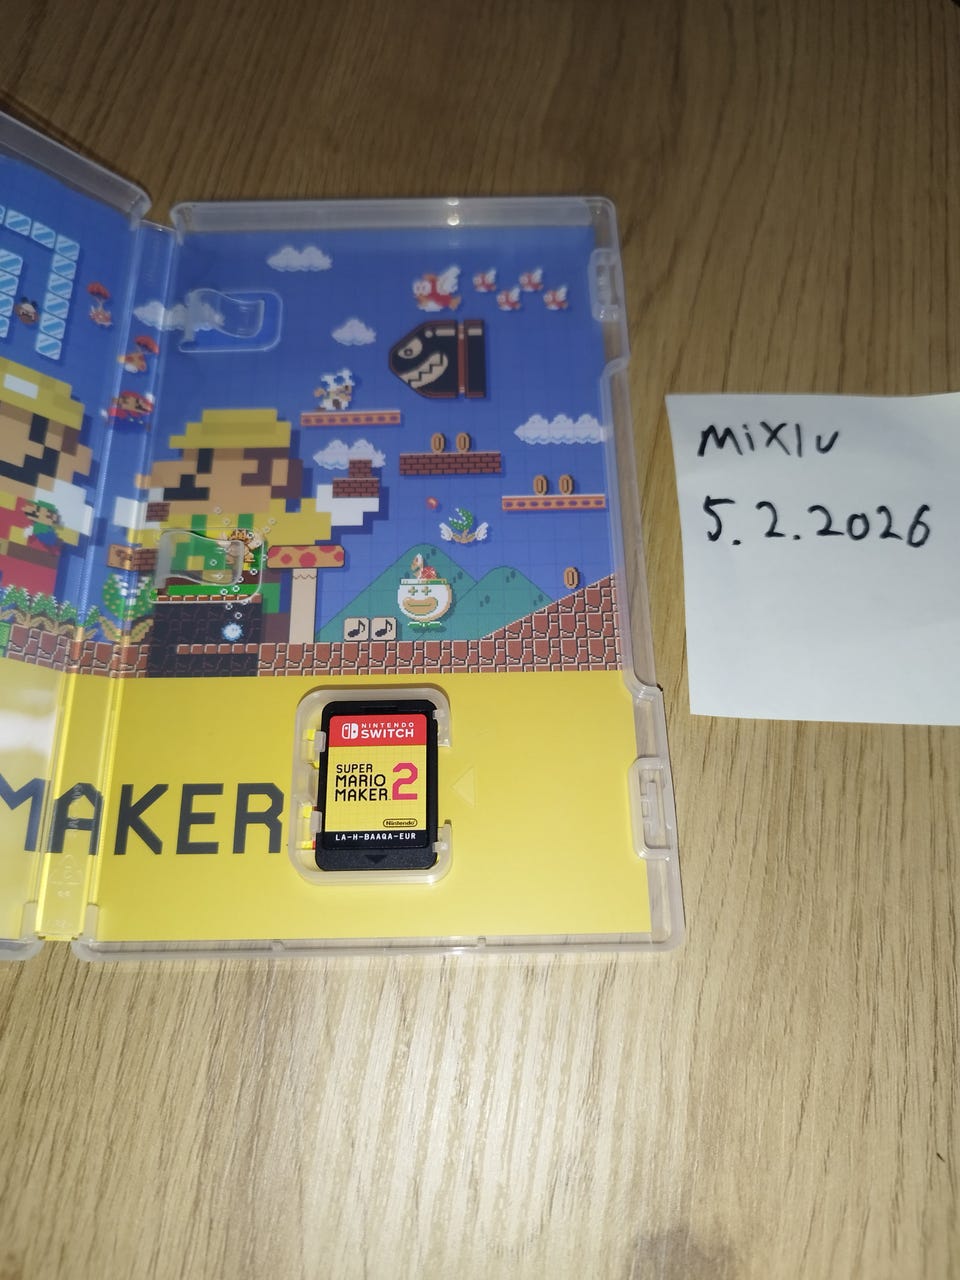 MiXlu
5.2.2026
MAKER
NINTENDO
SWITCH
SUPER
MARIO
MAKER 2
Nintendo
LA-H-BAAQA-EUR